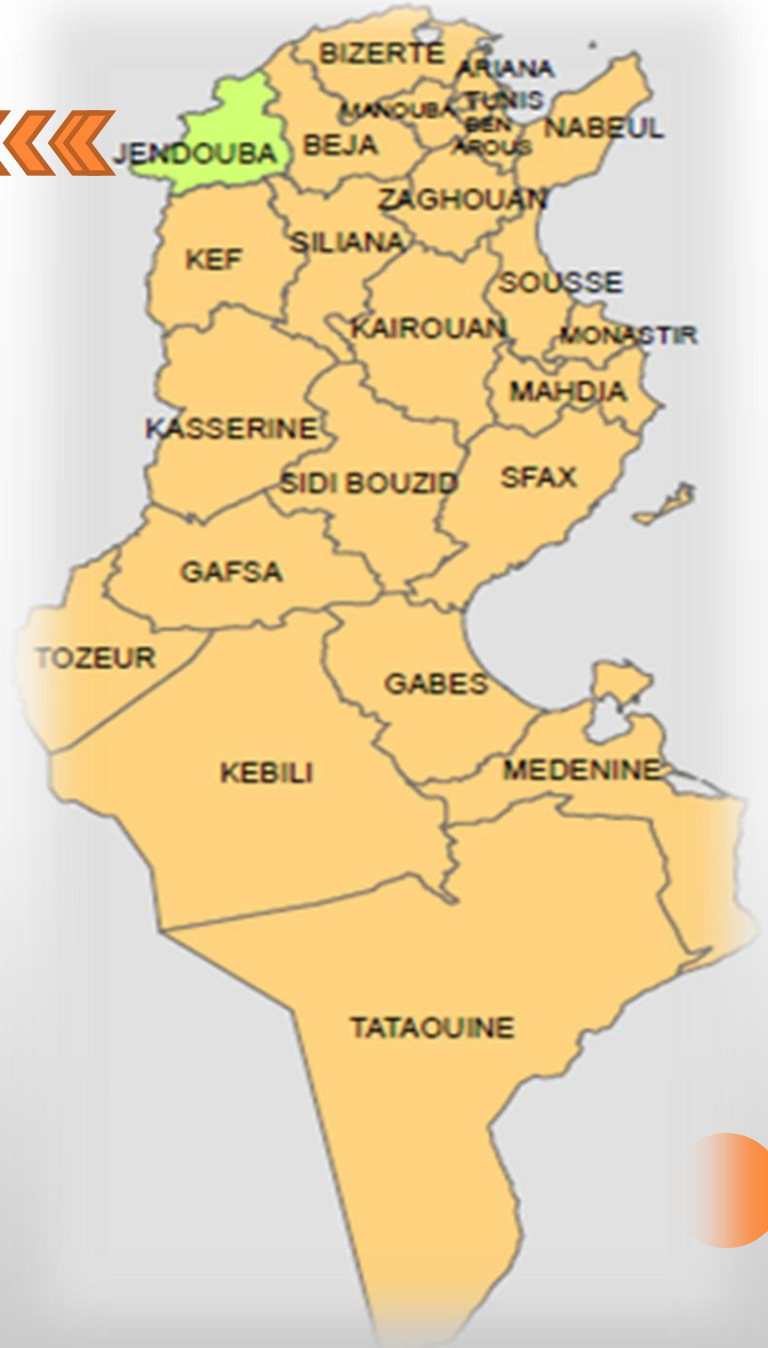 BIZERTE
ARIANA
MANOUBA
TUNIS
BEN
AROUS
NABEUL
JENDOUBA
BEJA
ZAGHOUAN
SILIANA
KEF
SOUSSE
KAIROUAN
MONASTIR
MAHDIA
KASSERINE
SIDI BOUZID
SFAX
GAFSA
TOZEUR
GABES
KEBILI
MEDENINE
TATAOUINE